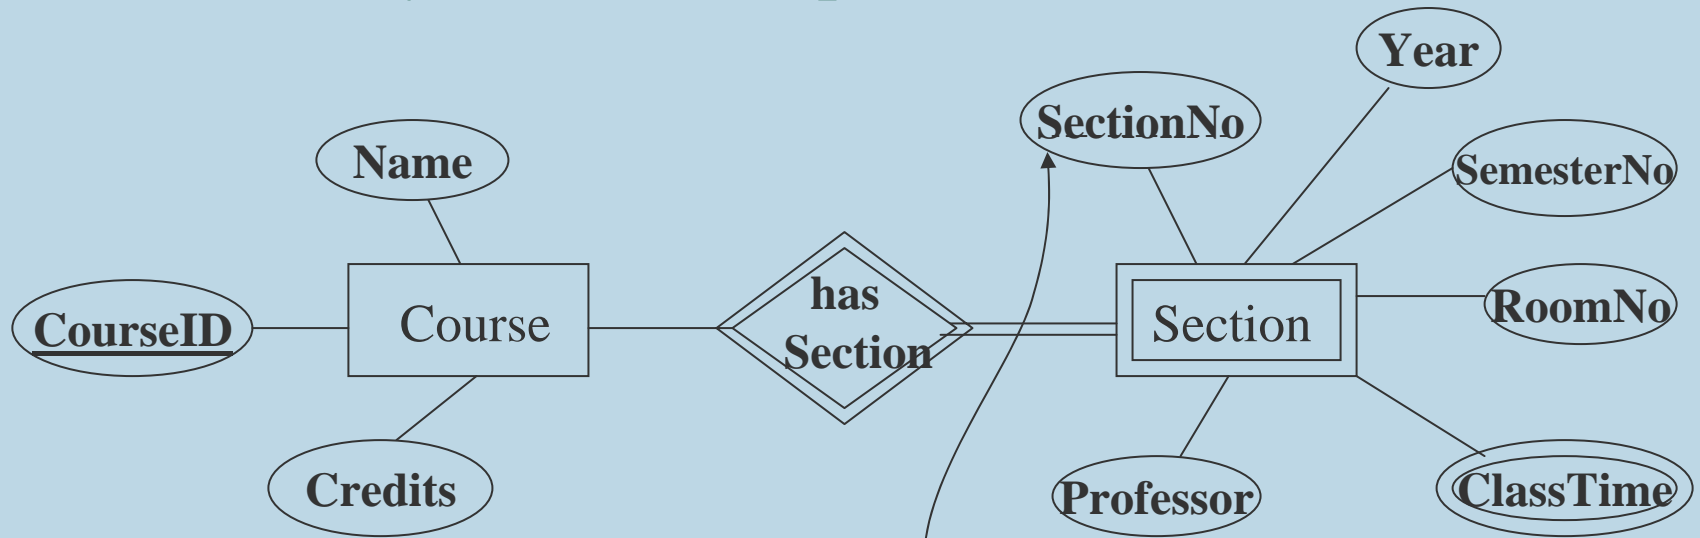 Year
SectionNo
Name
SemesterNo
has
Section
CourseID
Course
Section
RoomNo
Credits
Professor
ClassTime